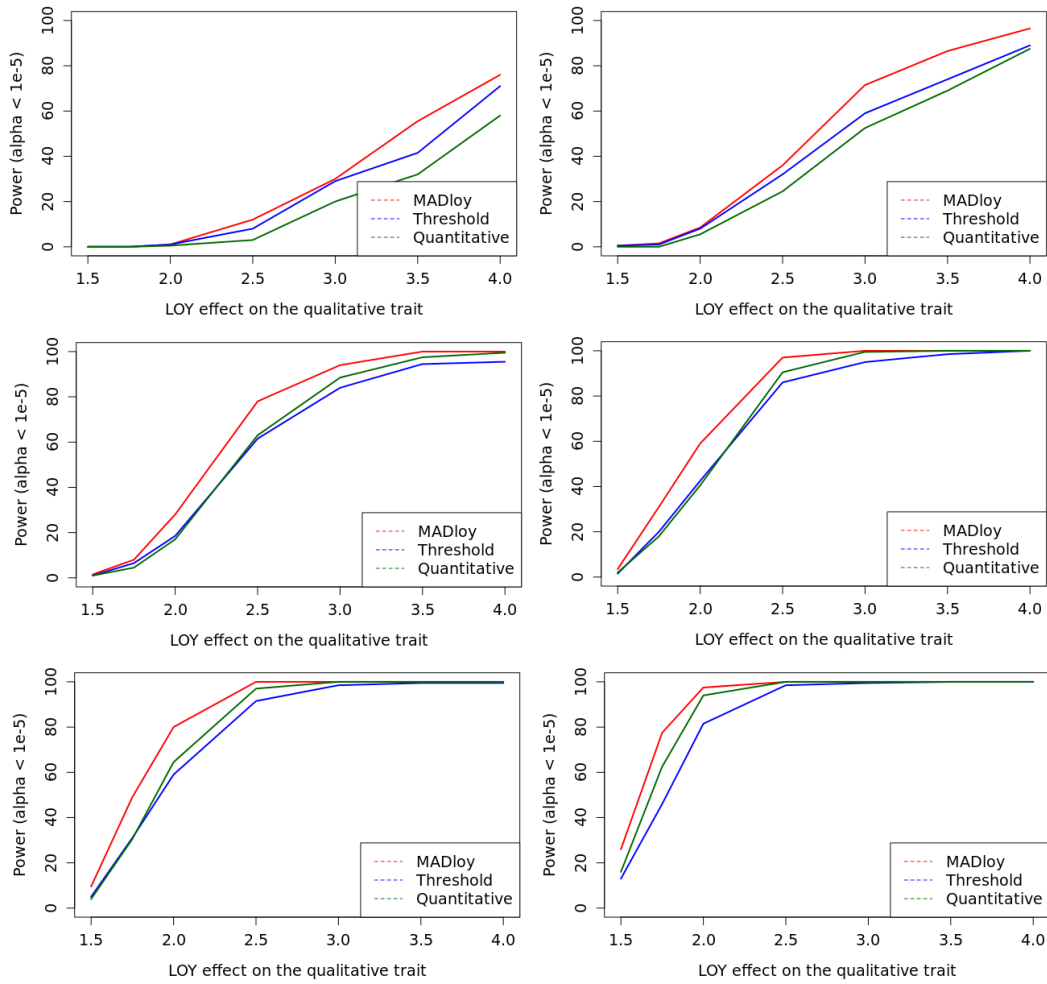 Power (alpha < 1e-5)
100
80
60
40
20
0
MADloy
Threshold
Quantitative
1.5 2.0 2.5 3.0 3.5 4.0
LOY effect on the qualitative trait
Power (alpha < 1e-5)
100
80
60
40
20
0
MADloy
Threshold
Quantitative
1.5 2.0 2.5 3.0 3.5 4.0
LOY effect on the qualitative trait
Power (alpha < 1e-5)
100
80
60
40
20
0
MADloy
Threshold
Quantitative
1.5 2.0 2.5 3.0 3.5 4.0
LOY effect on the qualitative trait
Power (alpha < 1e-5)
100
80
60
40
20
0
MADloy
Threshold
Quantitative
1.5 2.0 2.5 3.0 3.5 4.0
LOY effect on the qualitative trait
Power (alpha < 1e-5)
100
80
60
40
20
0
MADloy
Threshold
Quantitative
1.5 2.0 2.5 3.0 3.5 4.0
LOY effect on the qualitative trait
Power (alpha < 1e-5)
100
80
60
40
20
0
MADloy
Threshold
Quantitative
1.5 2.0 2.5 3.0 3.5 4.0
LOY effect on the qualitative trait